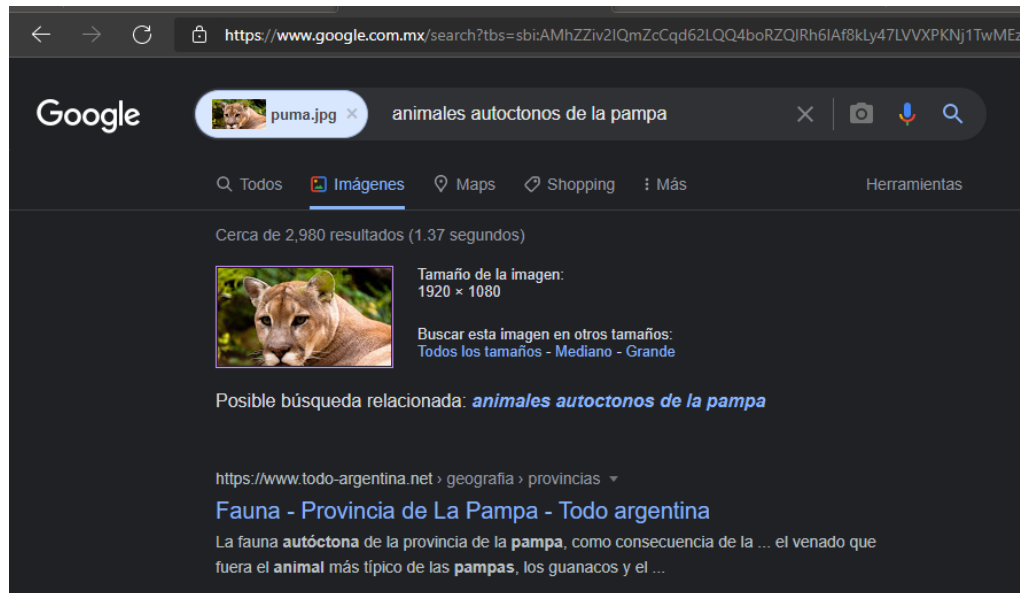 https://www.google.com.mx/search?tbs=sbi:AMhZZiv2IQmZcCqd62LQQ4boRZQIRh6IAf8kLy47LVVXPKNj1TwMEz
Google
puma.jpg × animales autoctonos de la pampa
Todos Imágenes Maps Shopping Más Herramientas
Cerca de 2,980 resultados (1.37 segundos)
Tamaño de la imagen:
1920 × 1080
Buscar esta imagen en otros tamaños:
Todos los tamaños - Mediano - Grande
Posible búsqueda relacionada: animales autoctonos de la pampa
https://www.todo-argentina.net › geografia › provincias
Fauna - Provincia de La Pampa - Todo argentina
La fauna autóctona de la provincia de la pampa, como consecuencia de la ... el venado que
fuera el animal más típico de las pampas, los guanacos y el ...